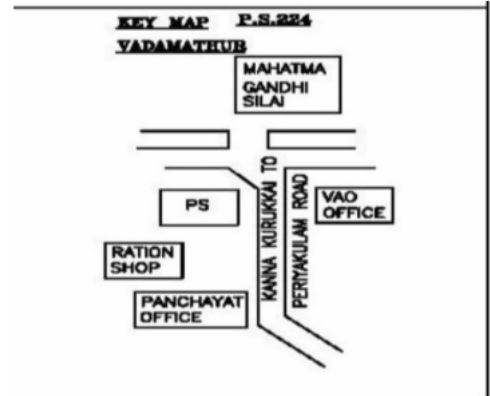 KEY MAP P.S.224
VADAMATHUR
MAHATMA
GANDHI
SILAI
KANNA KURUKKAI TO
PERIYAKULAM ROAD
PS
VAO
OFFICE
RATION
SHOP
PANCHAYAT
OFFICE